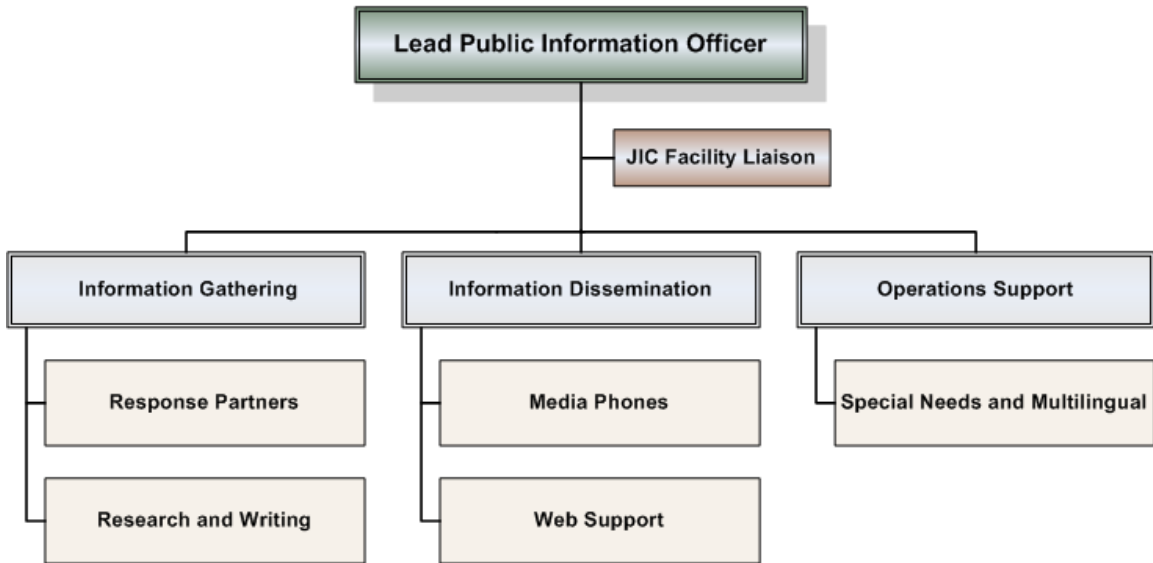 Lead Public Information Officer
JIC Facility Liaison
Information Gathering
Information Dissemination
Operations Support
Response Partners
Media Phones
Special Needs and Multilingual
Research and Writing
Web Support